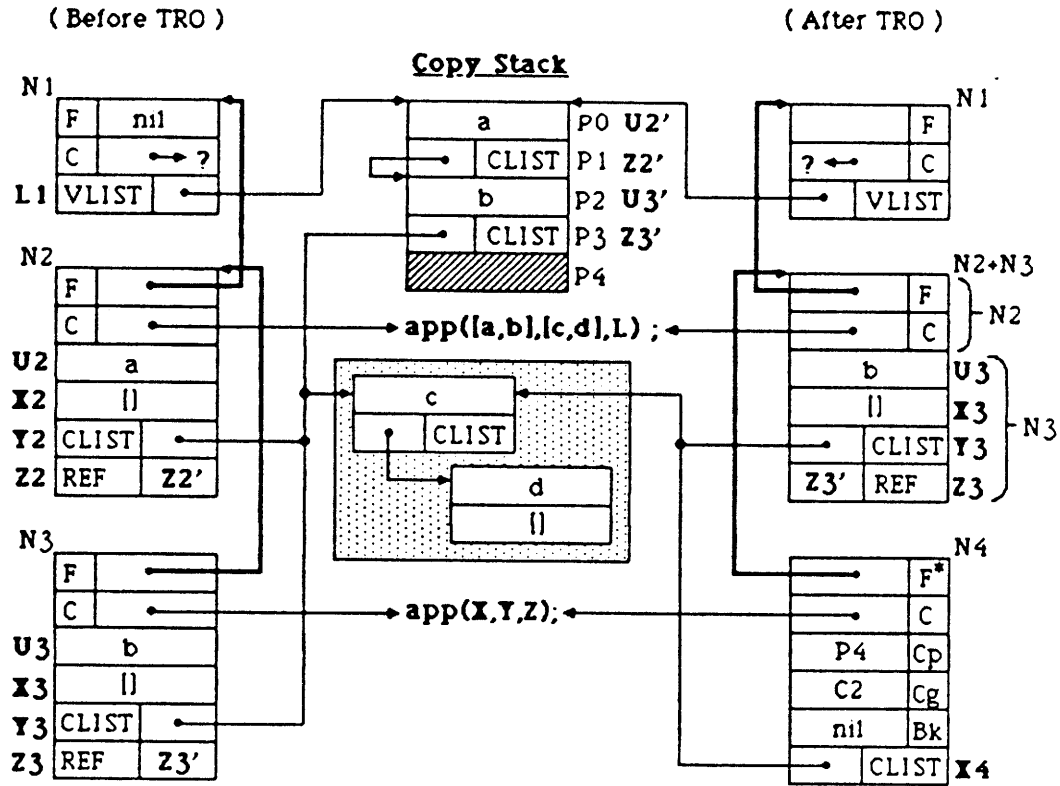 ( Before TRO )
( After TRO )
Copy Stack
N1
F nil
C ?
L1 VLIST
N2
F
C
U2 a
X2 []
Y2 CLIST
Z2 REF Z2'
N3
F
C
U3 b
X3 []
Y3 CLIST
Z3 REF Z3'
a P0 U2'
CLIST P1 Z2'
b P2 U3'
CLIST P3 Z3'
P4
app([a,b],[c,d],L) ;
c
CLIST
d
[]
app(X,Y,Z);
N1
F
? C
VLIST
N2+N3
F
C
N2
b U3
[] X3
CLIST Y3
Z3' REF Z3
N3
N4
F*
C
P4 Cp
C2 Cg
nil Bk
CLIST X4